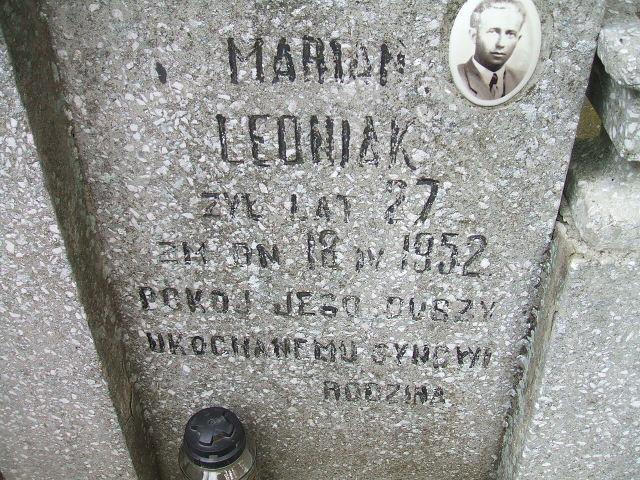 MARIAN
LEONIAK
ŻYŁ LAT 27
ZM DN 18 IV 1952
POKÓJ JEGO DUSZY
UKOCHANEMU SYNOWI
RODZINA